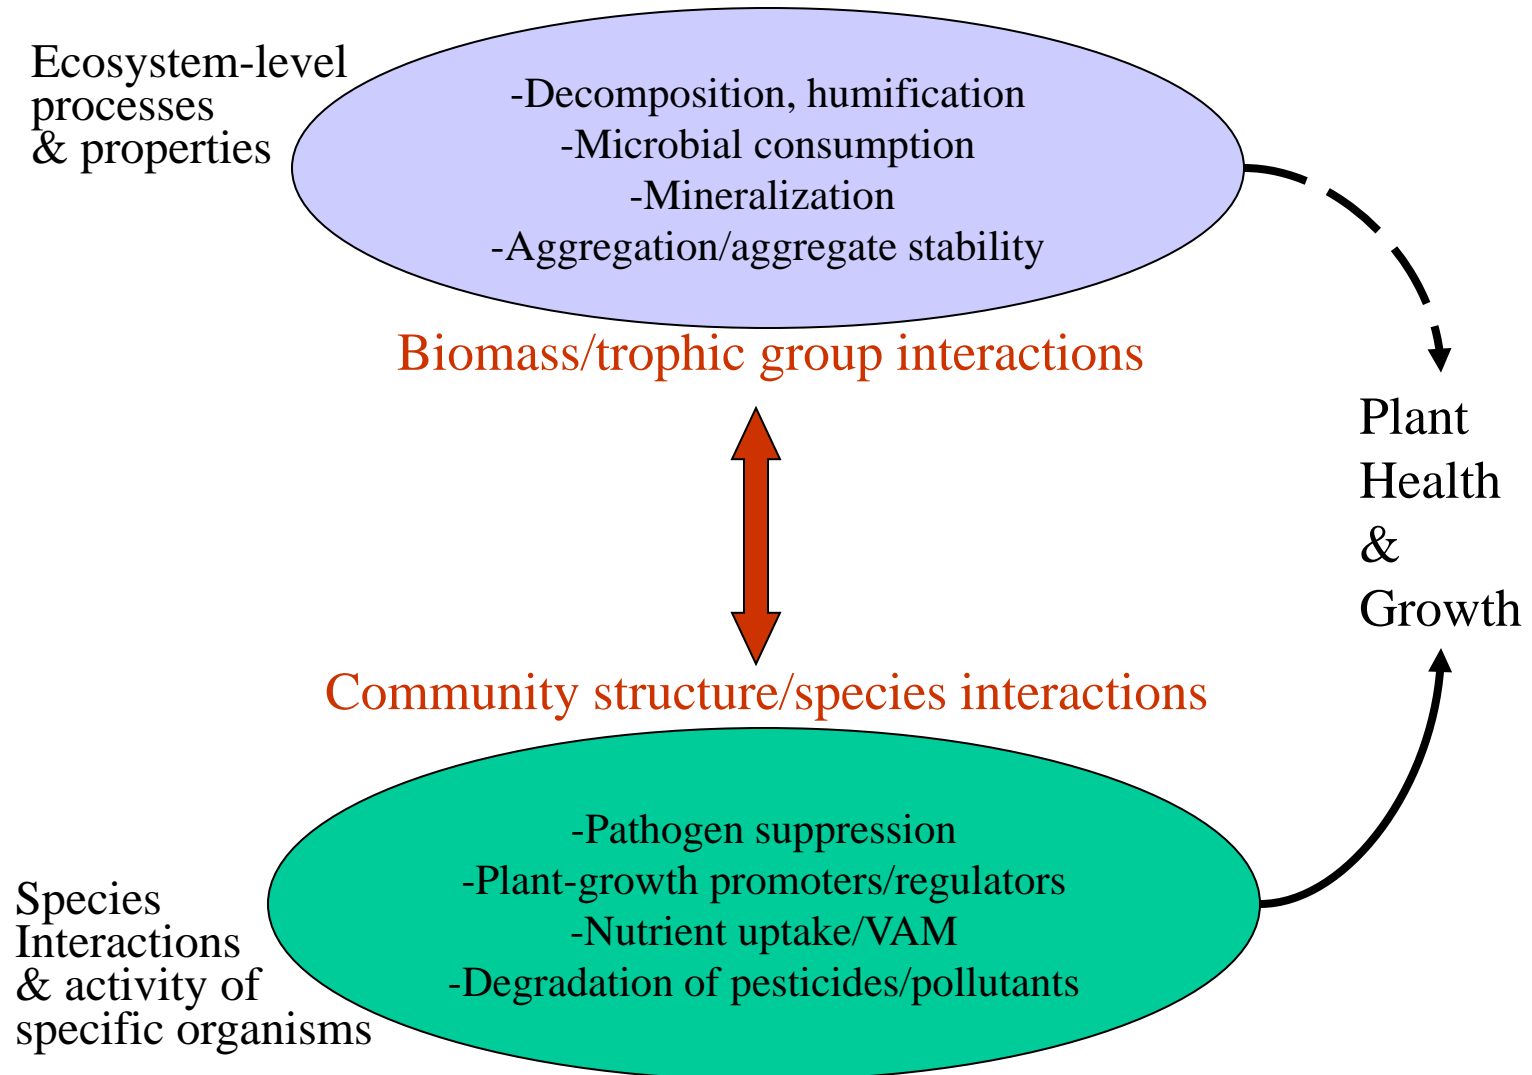 Ecosystem-level
processes
& properties
-Decomposition, humification
-Microbial consumption
-Mineralization
-Aggregation/aggregate stability
Biomass/trophic group interactions
Plant
Health
&
Growth
Community structure/species interactions
-Pathogen suppression
-Plant-growth promoters/regulators
-Nutrient uptake/VAM
-Degradation of pesticides/pollutants
Species
Interactions
& activity of
specific organisms